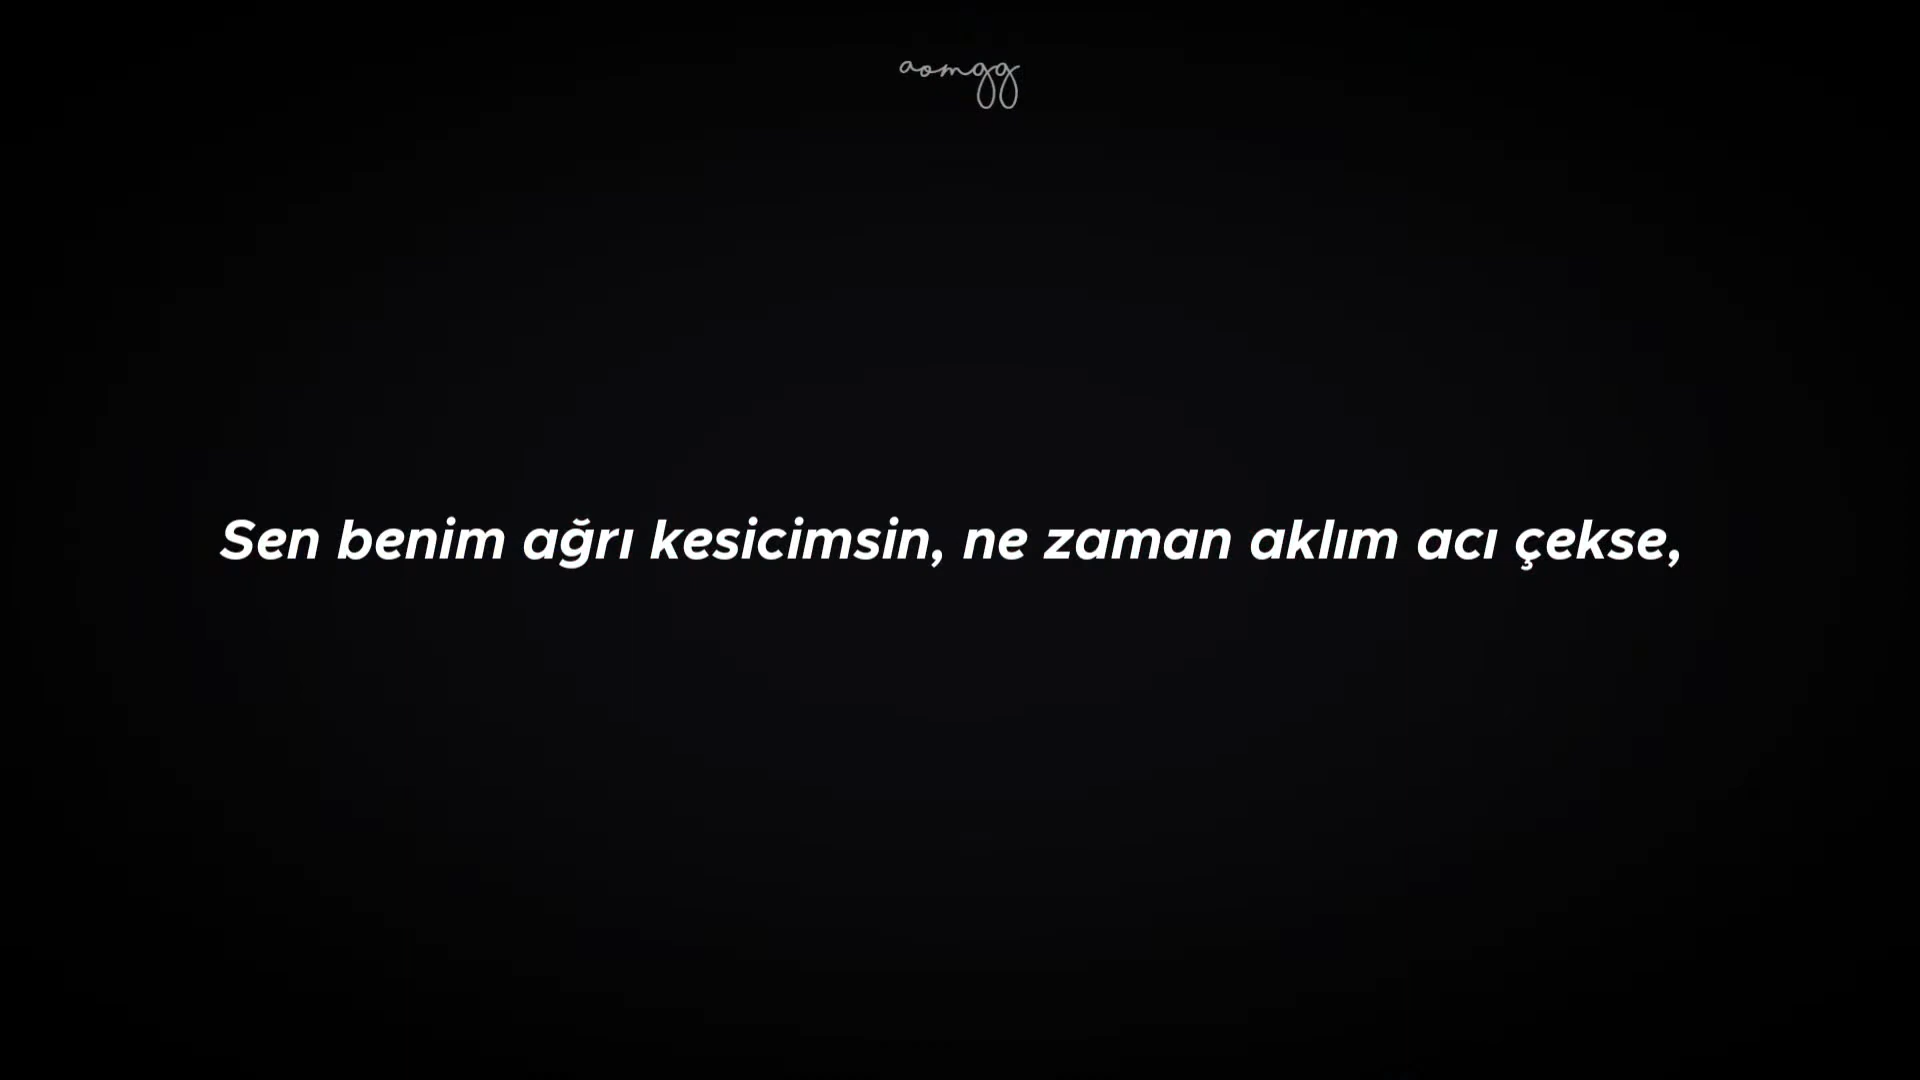 aomgg
Sen benim ağrı kesicimsin, ne zaman aklım acı çekse,